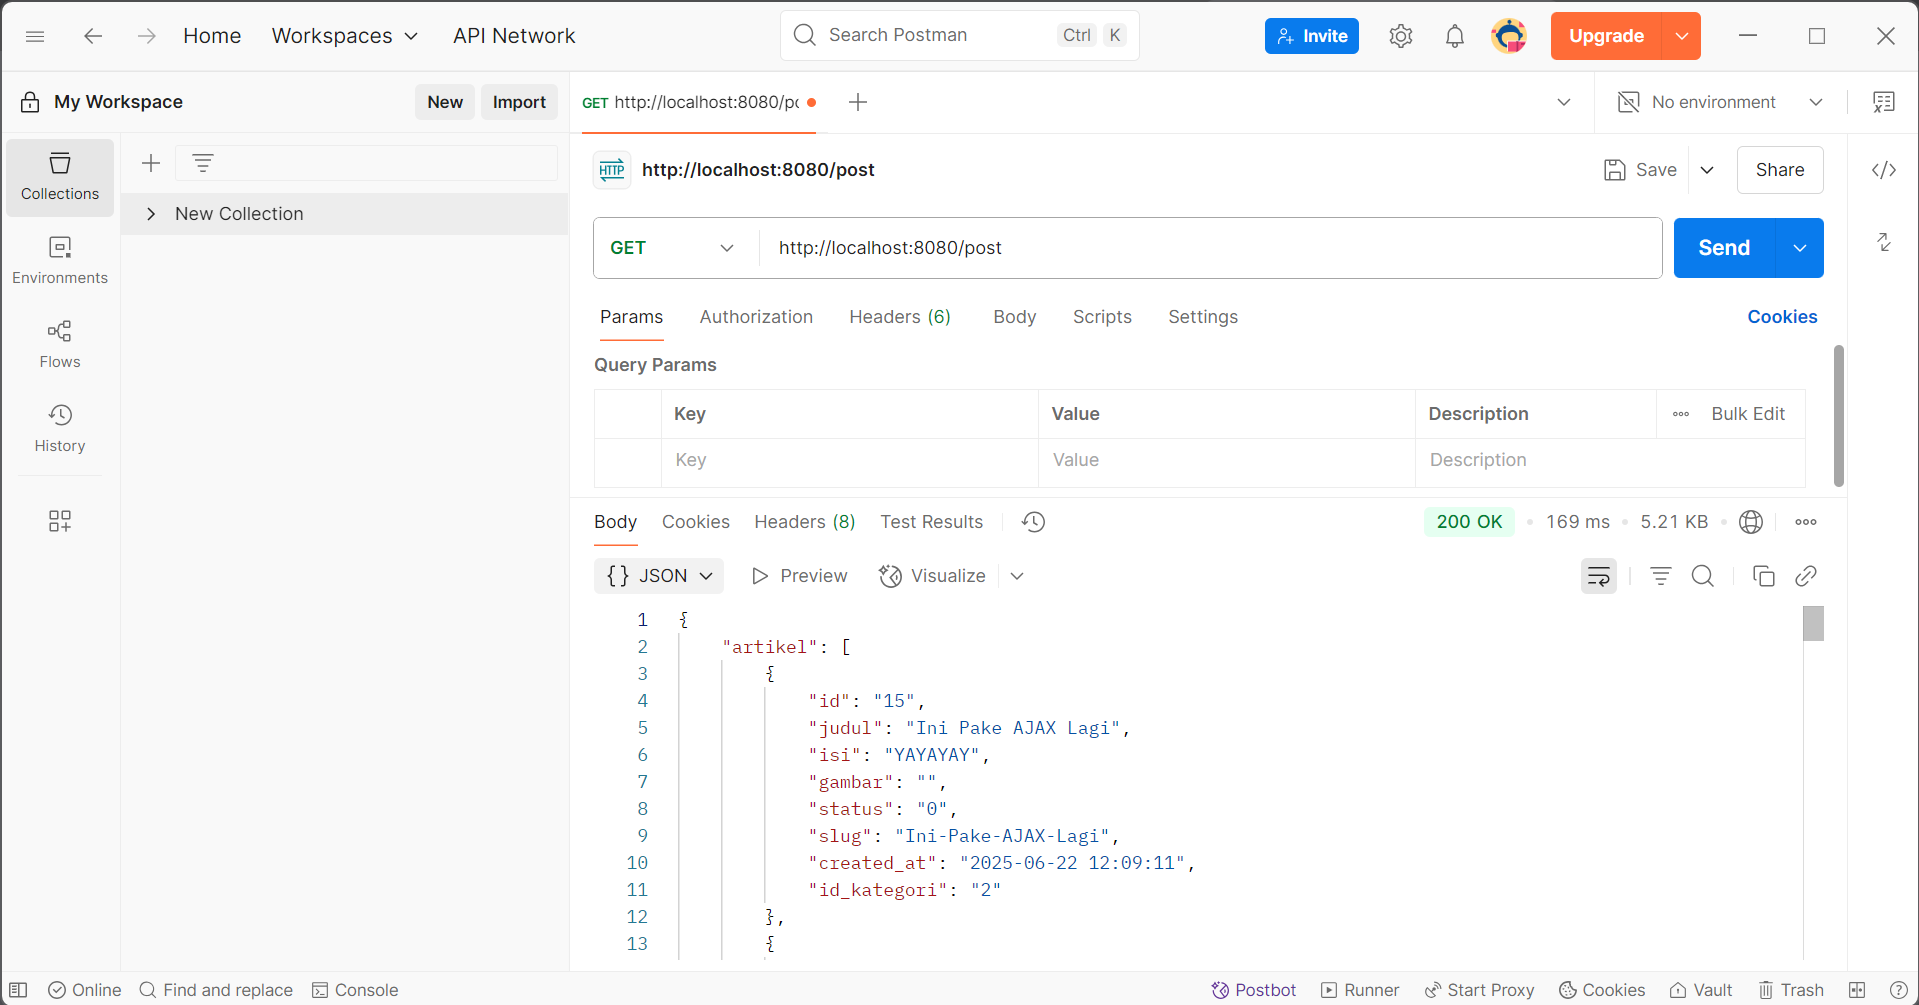 Home Workspaces API Network Search Postman Ctrl K Invite Upgrade
My Workspace New Import
GET http://localhost:8080/po
No environment
Collections
Environments
Flows
History
New Collection
HTTP http://localhost:8080/post Save Share
GET http://localhost:8080/post Send
Params Authorization Headers (6) Body Scripts Settings Cookies
Query Params
Key Value Description Bulk Edit
Key Value Description
Body Cookies Headers (8) Test Results 200 OK • 169 ms • 5.21 KB •
{} JSON Preview Visualize
1 {
2 "artikel": [
3 {
4 "id": "15",
5 "judul": "Ini Pake AJAX Lagi",
6 "isi": "YAYAYAY",
7 "gambar": "",
8 "status": "0",
9 "slug": "Ini-Pake-AJAX-Lagi",
10 "created_at": "2025-06-22 12:09:11",
11 "id_kategori": "2"
12 },
13 {
Online Find and replace Console Postbot Runner Start Proxy Cookies Vault Trash